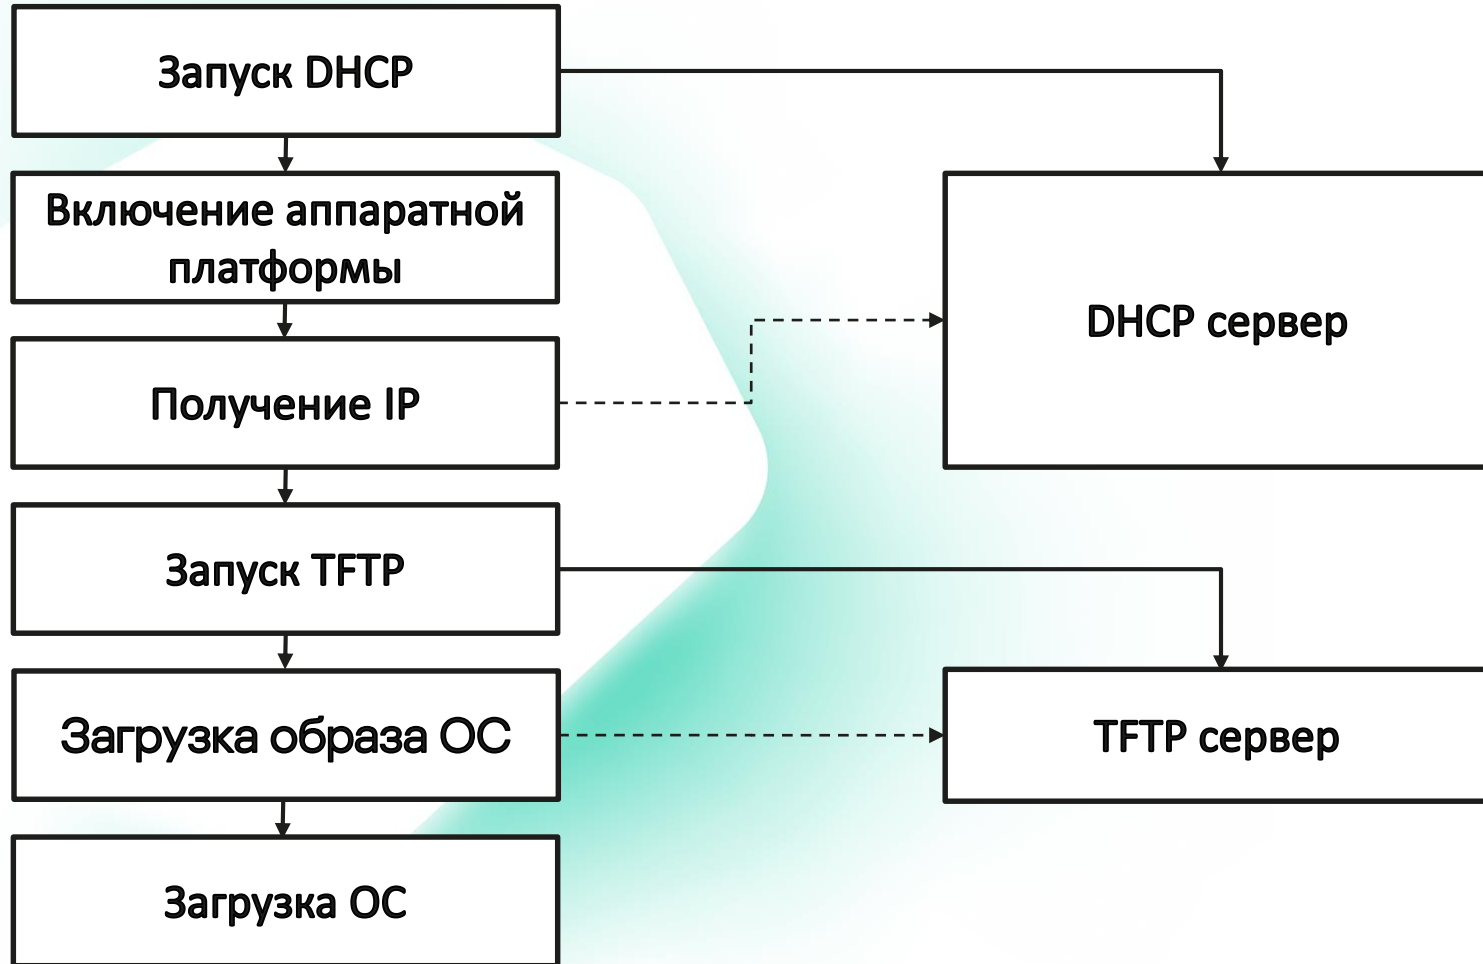 Запуск DHCP
Включение аппаратной
платформы
DHCP сервер
Получение IP
Запуск TFTP
Загрузка образа ОС
TFTP сервер
Загрузка ОС